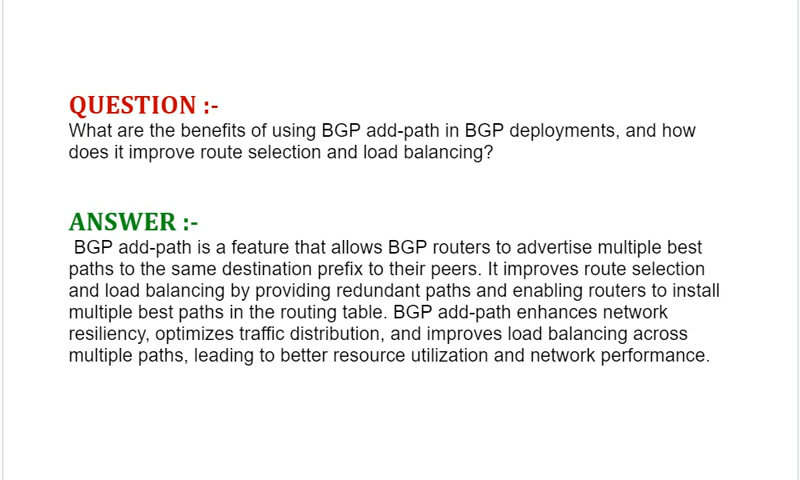 QUESTION :-
What are the benefits of using BGP add-path in BGP deployments, and how
does it improve route selection and load balancing?
ANSWER :-
BGP add-path is a feature that allows BGP routers to advertise multiple best
paths to the same destination prefix to their peers. It improves route selection
and load balancing by providing redundant paths and enabling routers to install
multiple best paths in the routing table. BGP add-path enhances network
resiliency, optimizes traffic distribution, and improves load balancing across
multiple paths, leading to better resource utilization and network performance.